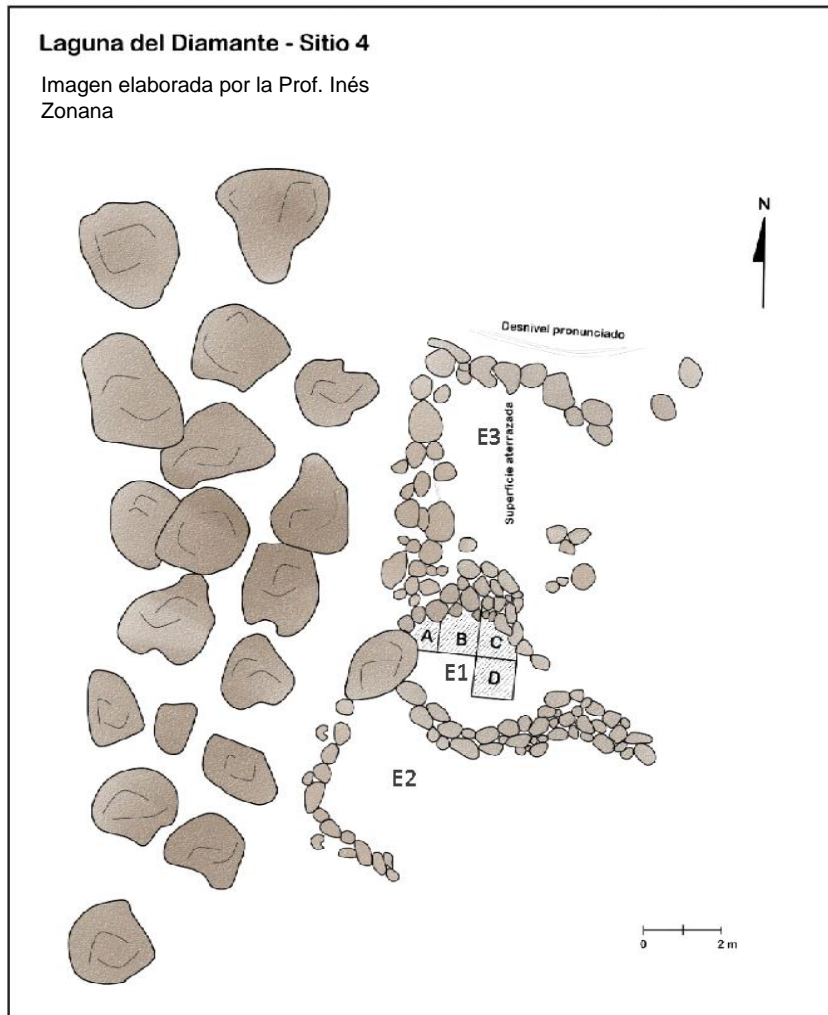 Laguna del Diamante - Sitio 4
Imagen elaborada por la Prof. Inés
Zonana
N
Desnivel pronunciado
E3
Superficie aterrazada
A
B
C
E1
D
E2
0 2 m